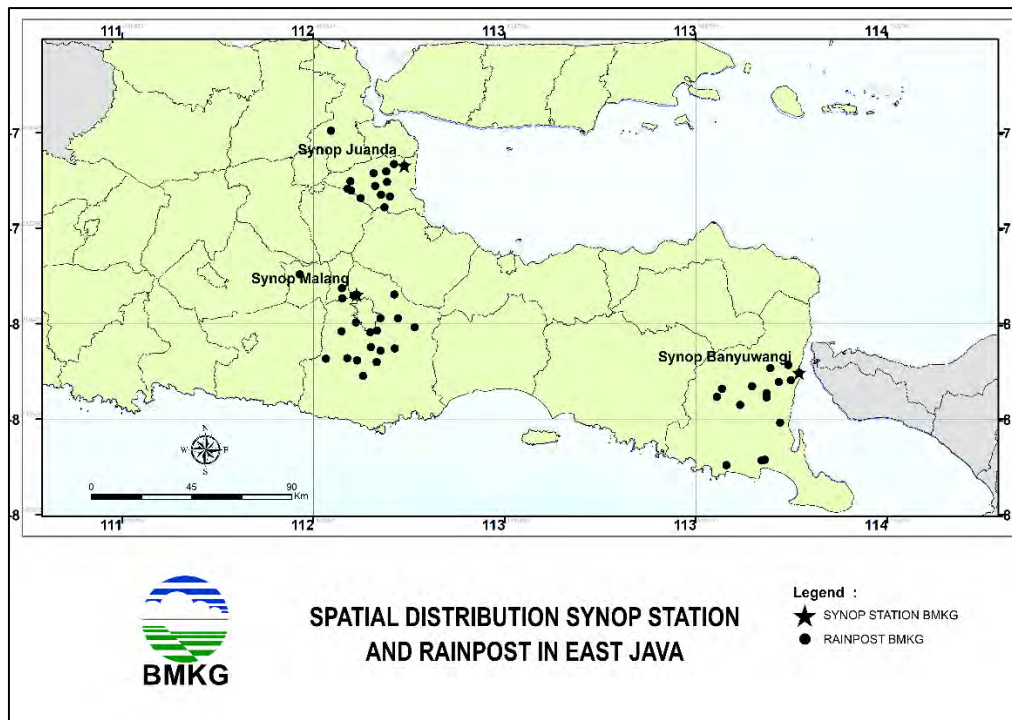 111 112 113 113 114
7 7
Synop Juanda
7 7
Synop Malang
8 8
Synop Banyuwangi
8 8
N
W E
S
0 45 90
Km
8 8
111 112 113 113 114
BMKG
SPATIAL DISTRIBUTION SYNOP STATION
AND RAINPOST IN EAST JAVA
Legend :
SYNOP STATION BMKG
RAINPOST BMKG